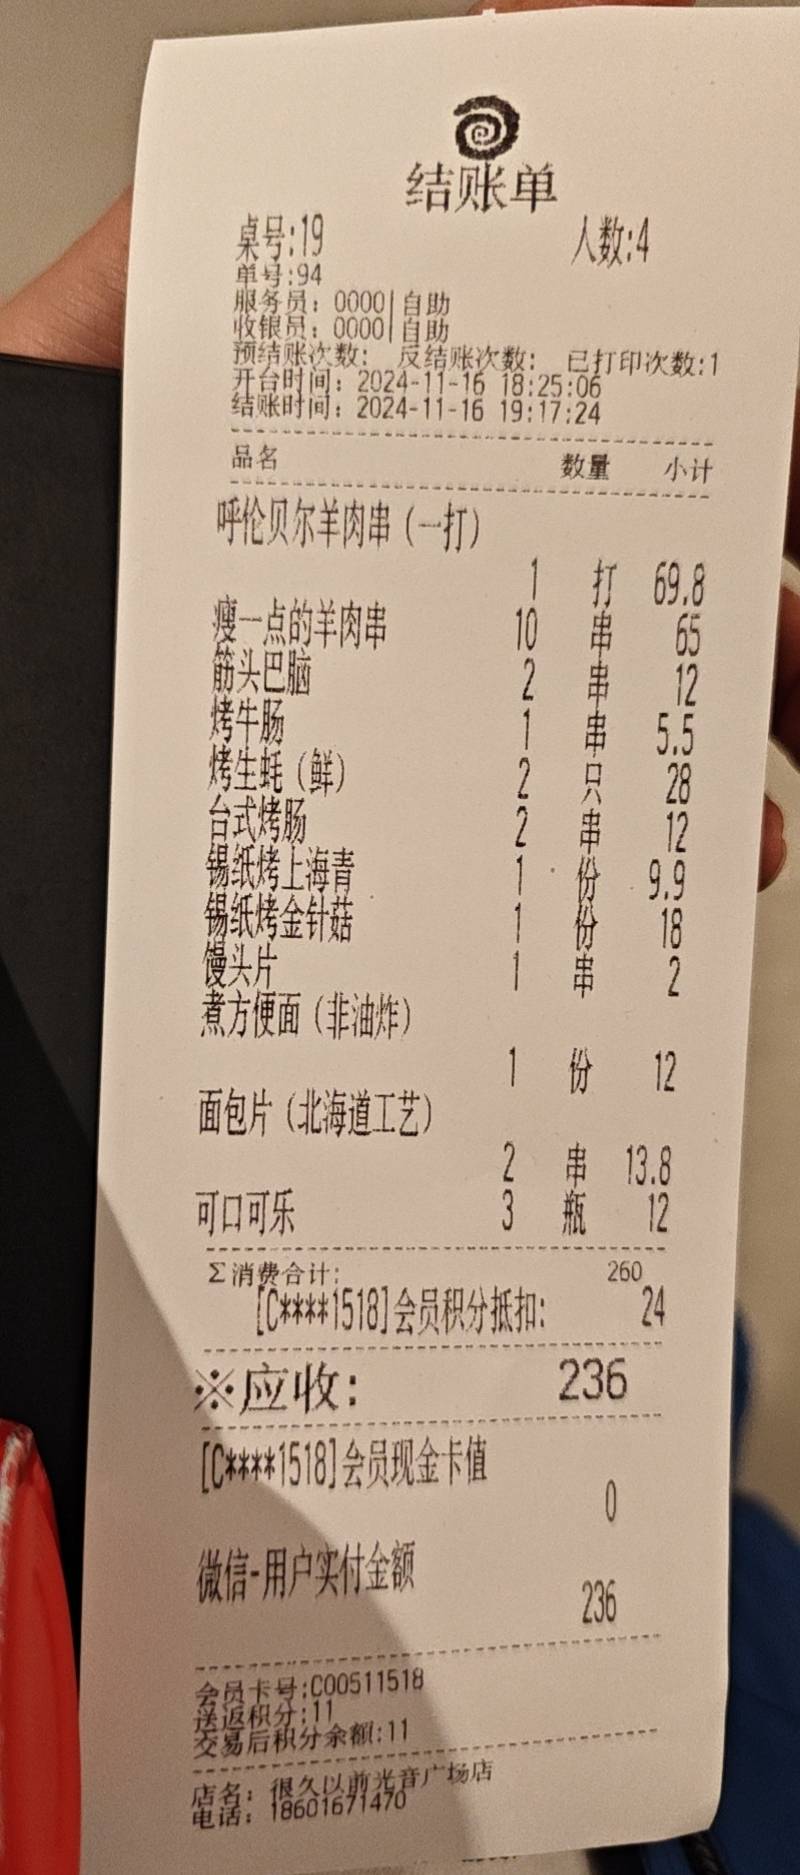 结账单
桌号:19 人数:4
单号:94
服务员: 0000|自助
收银员: 0000|自助
预结账次数: 反结账次数: 已打印次数:1
开台时间: 2024-11-16 18:25:06
结账时间: 2024-11-16 19:17:24
品名 数量 小计
呼伦贝尔羊肉串(一打)
1 打 69.8
瘦一点的羊肉串 10 串 65
筋头巴脑 2 串 12
烤牛肠 1 串 5.5
烤生蚝(鲜) 2 只 28
台式烤肠 2 串 12
锡纸烤上海青 1 份 9.9
锡纸烤金针菇 1 份 18
馒头片 1 串 2
煮方便面(非油炸)
1 份 12
面包片(北海道工艺)
2 串 13.8
可口可乐 3 瓶 12
Σ消费合计: 260
[C****1518]会员积分抵扣: 24
※应收: 236
[C****1518]会员现金卡值
0
微信-用户实付金额
236
会员卡号:C00511518
送返积分:11
交易后积分余额:11
店名: 很久以前光音广场店
电话: 18601671470